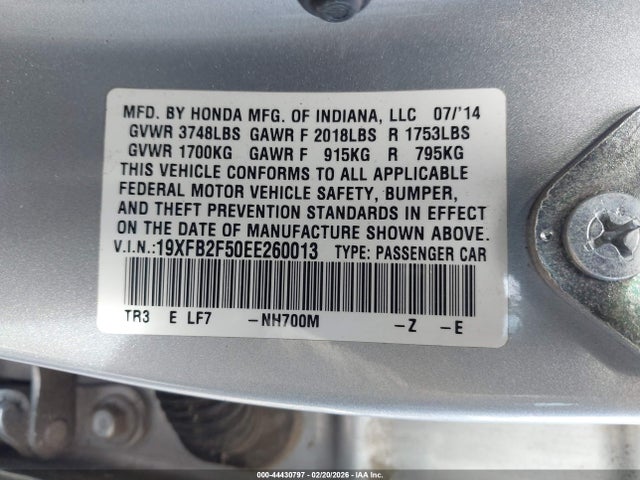 MFD. BY HONDA MFG. OF INDIANA, LLC 07/'14
GVWR 3748LBS GAWR F 2018LBS R 1753LBS
GVWR 1700KG GAWR F 915KG R 795KG
THIS VEHICLE CONFORMS TO ALL APPLICABLE
FEDERAL MOTOR VEHICLE SAFETY, BUMPER,
AND THEFT PREVENTION STANDARDS IN EFFECT
ON THE DATE OF MANUFACTURE SHOWN ABOVE.
V.I.N.:19XFB2F50EE260013 TYPE: PASSENGER CAR
TR3 E LF7 -NH700M -Z -E
000-44430797 - 02/20/2026 - IAA Inc.